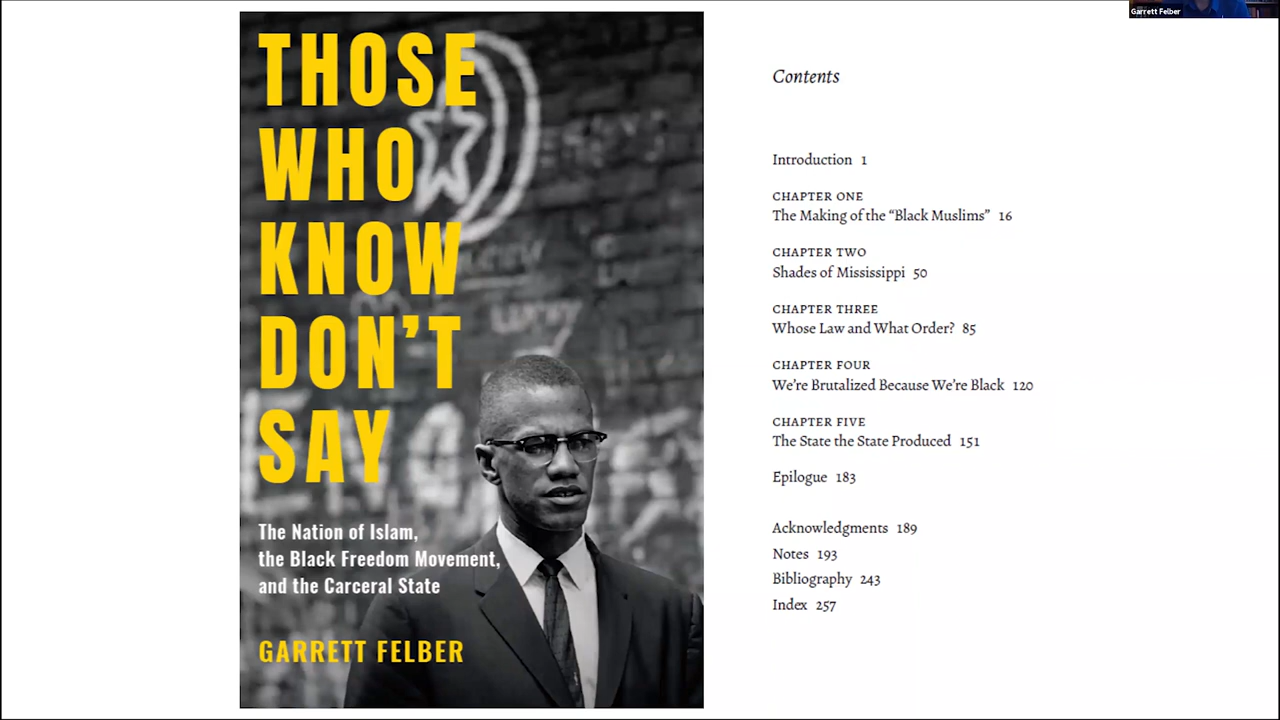 Garrett Felber
THOSE
WHO
KNOW
DON'T
SAY
The Nation of Islam,
the Black Freedom Movement,
and the Carceral State
GARRETT FELBER
Contents
Introduction 1
CHAPTER ONE
The Making of the “Black Muslims” 16
CHAPTER TWO
Shades of Mississippi 50
CHAPTER THREE
Whose Law and What Order? 85
CHAPTER FOUR
We're Brutalized Because We're Black 120
CHAPTER FIVE
The State the State Produced 151
Epilogue 183
Acknowledgments 189
Notes 193
Bibliography 243
Index 257